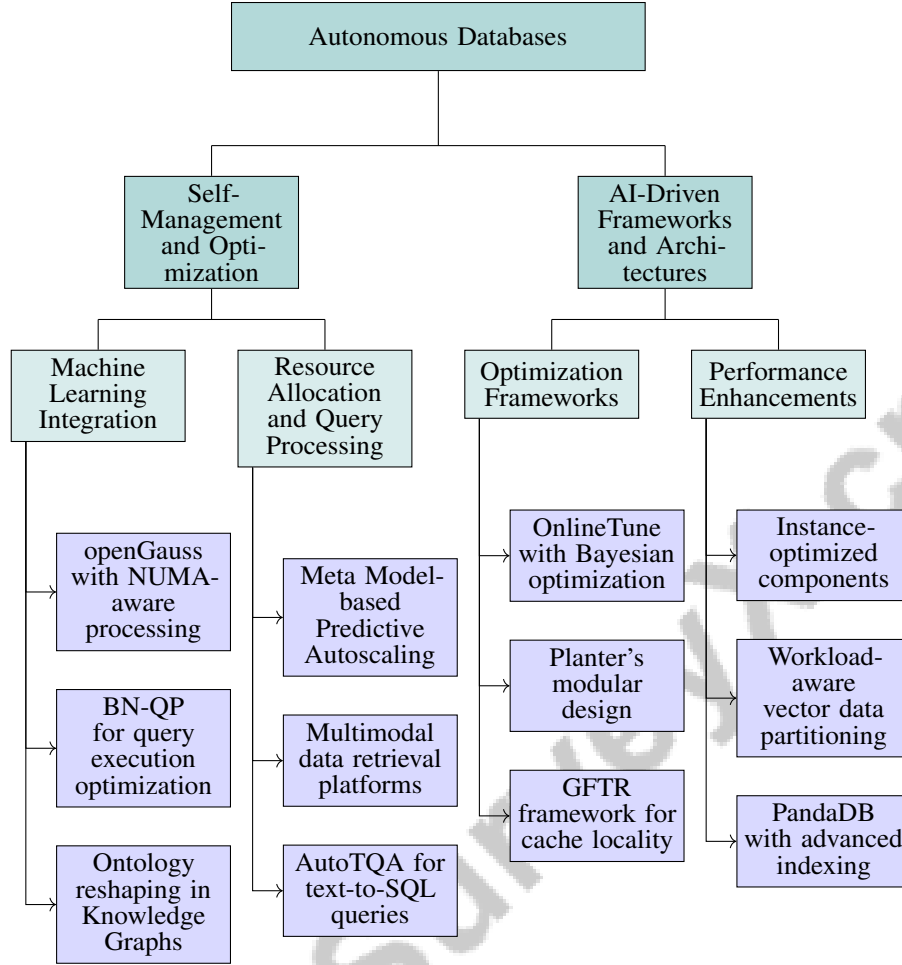 Autonomous Databases
Self-
Management
and Opti-
mization
AI-Driven
Frameworks
and Archi-
tectures
Machine
Learning
Integration
Resource
Allocation
and Query
Processing
Optimization
Frameworks
Performance
Enhancements
openGauss
with NUMA-
aware
processing
BN-QP
for query
execution
optimization
Ontology
reshaping in
Knowledge
Graphs
Meta Model-
based
Predictive
Autoscaling
Multimodal
data retrieval
platforms
AutoTQA for
text-to-SQL
queries
OnlineTune
with Bayesian
optimization
Planter's
modular
design
GFTR
framework for
cache locality
Instance-
optimized
components
Workload-
aware
vector data
partitioning
PandaDB
with advanced
indexing